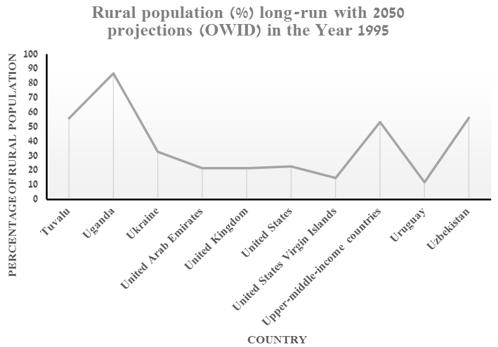 Rural population (%) long-run with 2050
projections (OWID) in the Year 1995
PERCENTAGE OF RURAL POPULATION
100
90
80
70
60
50
40
30
20
10
0
Tuvalu
Uganda
Ukraine
United Arab Emirates
United Kingdom
United States
United States Virgin Islands
Upper-middle-income countries
Uruguay
Uzbekistan
COUNTRY